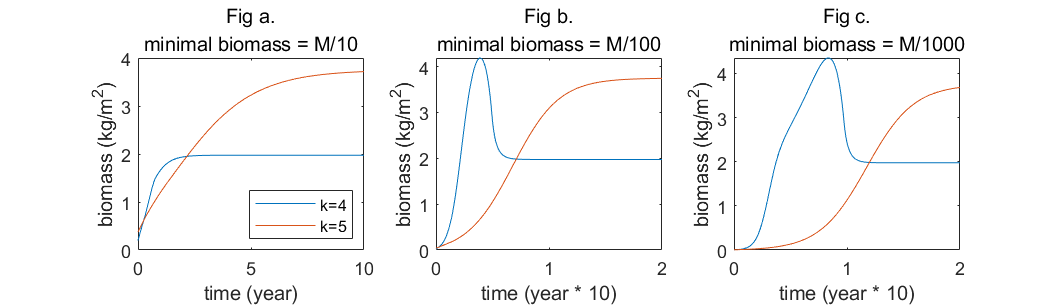 Fig a.
minimal biomass = M/10
biomass (kg/m²)
4
3
2
1
0
0
5
10
time (year)
k=4
k=5
Fig b.
minimal biomass = M/100
biomass (kg/m²)
4
3
2
1
0
0
1
2
time (year * 10)
Fig c.
minimal biomass = M/1000
biomass (kg/m²)
4
3
2
1
0
0
1
2
time (year * 10)